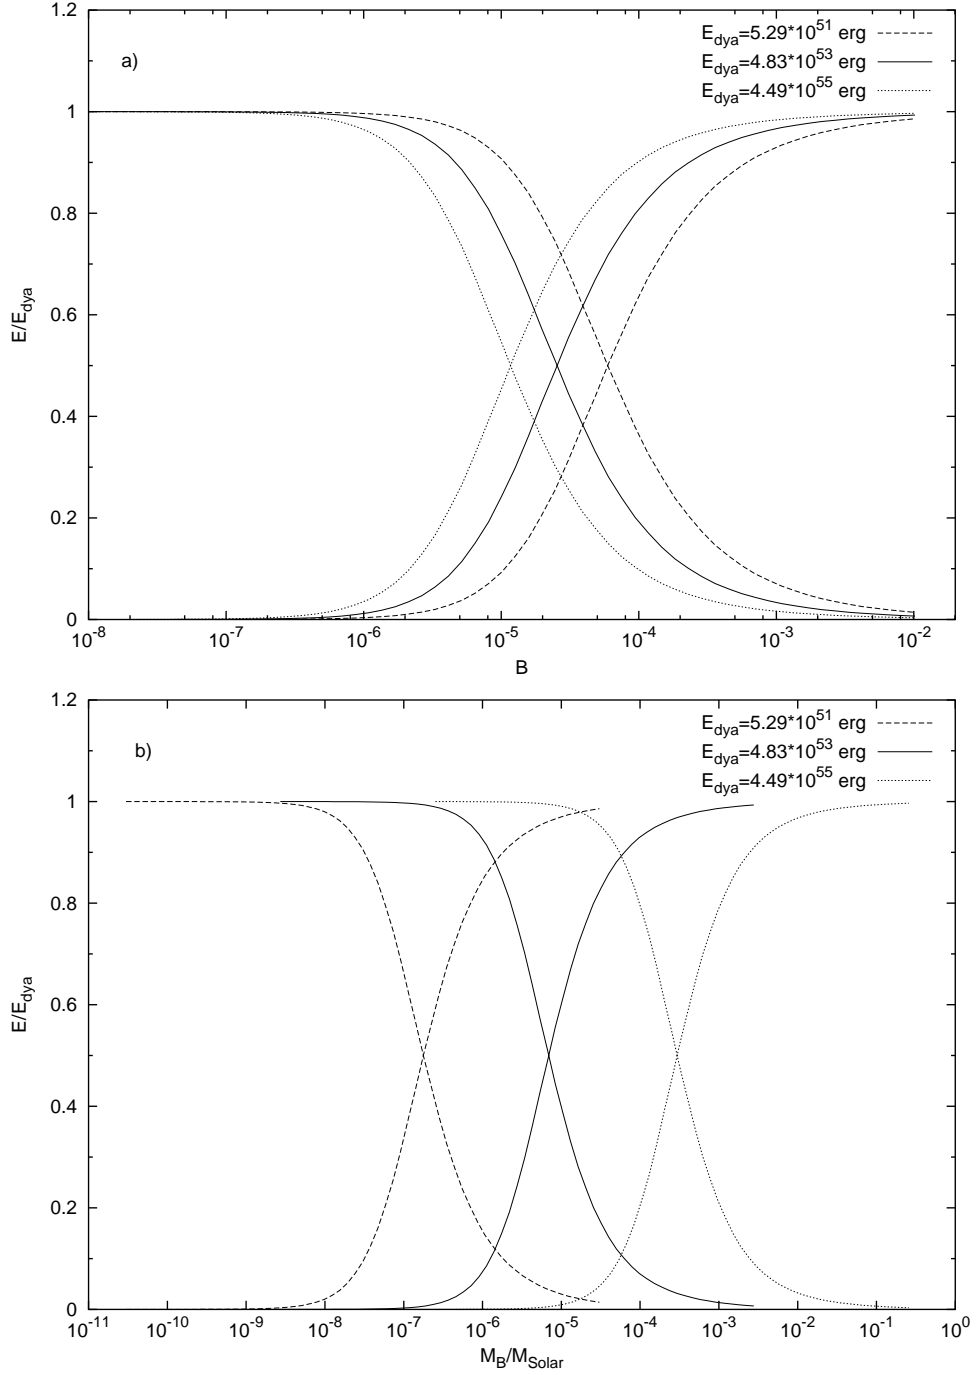 1.2
a)
E_dya=5.29*10^51 erg
E_dya=4.83*10^53 erg
E_dya=4.49*10^55 erg
1
0.8
0.6
E/E_dya
0.4
0.2
0
10^-8 10^-7 10^-6 10^-5 10^-4 10^-3 10^-2
B
1.2
b)
E_dya=5.29*10^51 erg
E_dya=4.83*10^53 erg
E_dya=4.49*10^55 erg
1
0.8
0.6
E/E_dya
0.4
0.2
0
10^-11 10^-10 10^-9 10^-8 10^-7 10^-6 10^-5 10^-4 10^-3 10^-2 10^-1 10^0
M_B/M_Solar